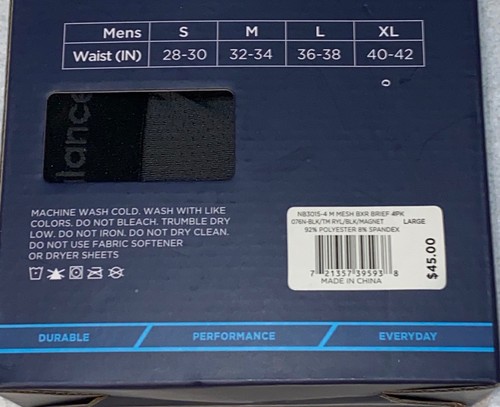 Mens S M L XL
Waist (IN) 28-30 32-34 36-38 40-42
lance
MACHINE WASH COLD. WASH WITH LIKE
COLORS. DO NOT BLEACH. TRUMBLE DRY
LOW. DO NOT IRON. DO NOT DRY CLEAN.
DO NOT USE FABRIC SOFTENER
OR DRYER SHEETS
NB3015-4 M MESH BXR BRIEF 4PK
076N-BLK/TM RYL/BLK/MAGNET LARGE
92% POLYESTER 8% SPANDEX
7 21357 39593 8
MADE IN CHINA
$45.00
DURABLE PERFORMANCE EVERYDAY